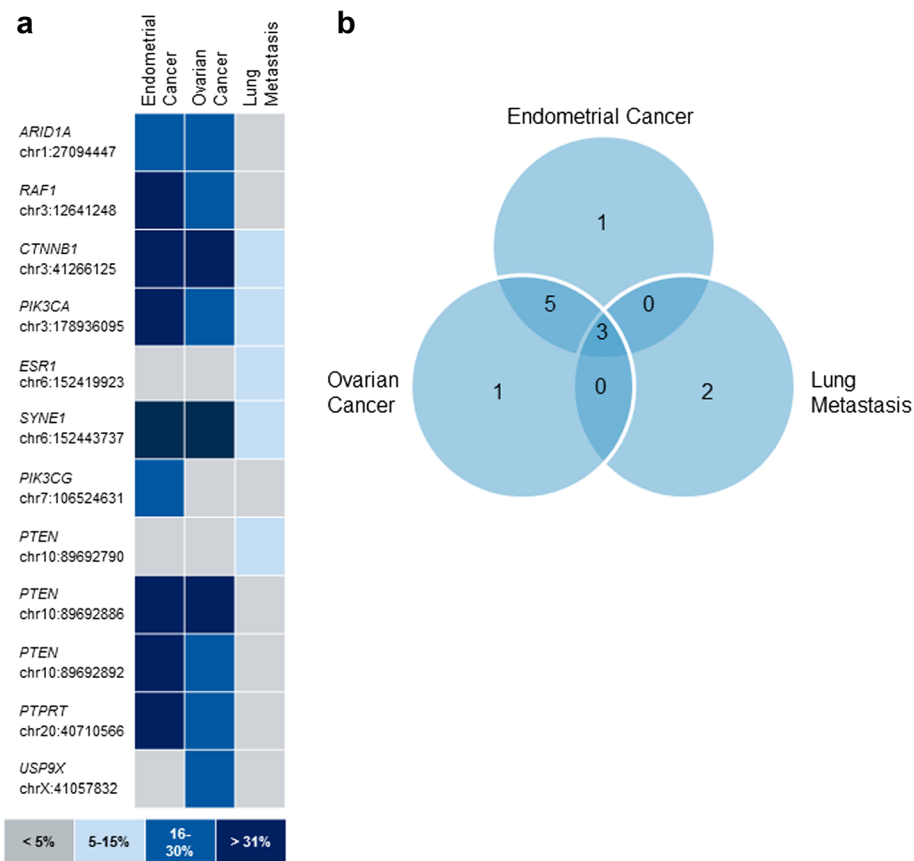 a
b
Endometrial
Cancer
Ovarian
Cancer
Lung
Metastasis
ARID1A
chr1:27094447
RAF1
chr3:12641248
CTNNB1
chr3:41266125
PIK3CA
chr3:178936095
ESR1
chr6:152419923
SYNE1
chr6:152443737
PIK3CG
chr7:106524631
PTEN
chr10:89692790
PTEN
chr10:89692886
PTEN
chr10:89692892
PTPRT
chr20:40710566
USP9X
chrX:41057832
< 5%
5-15%
16-
30%
> 31%
Endometrial Cancer
1
5
0
3
Ovarian
Cancer
1
0
2
Lung
Metastasis